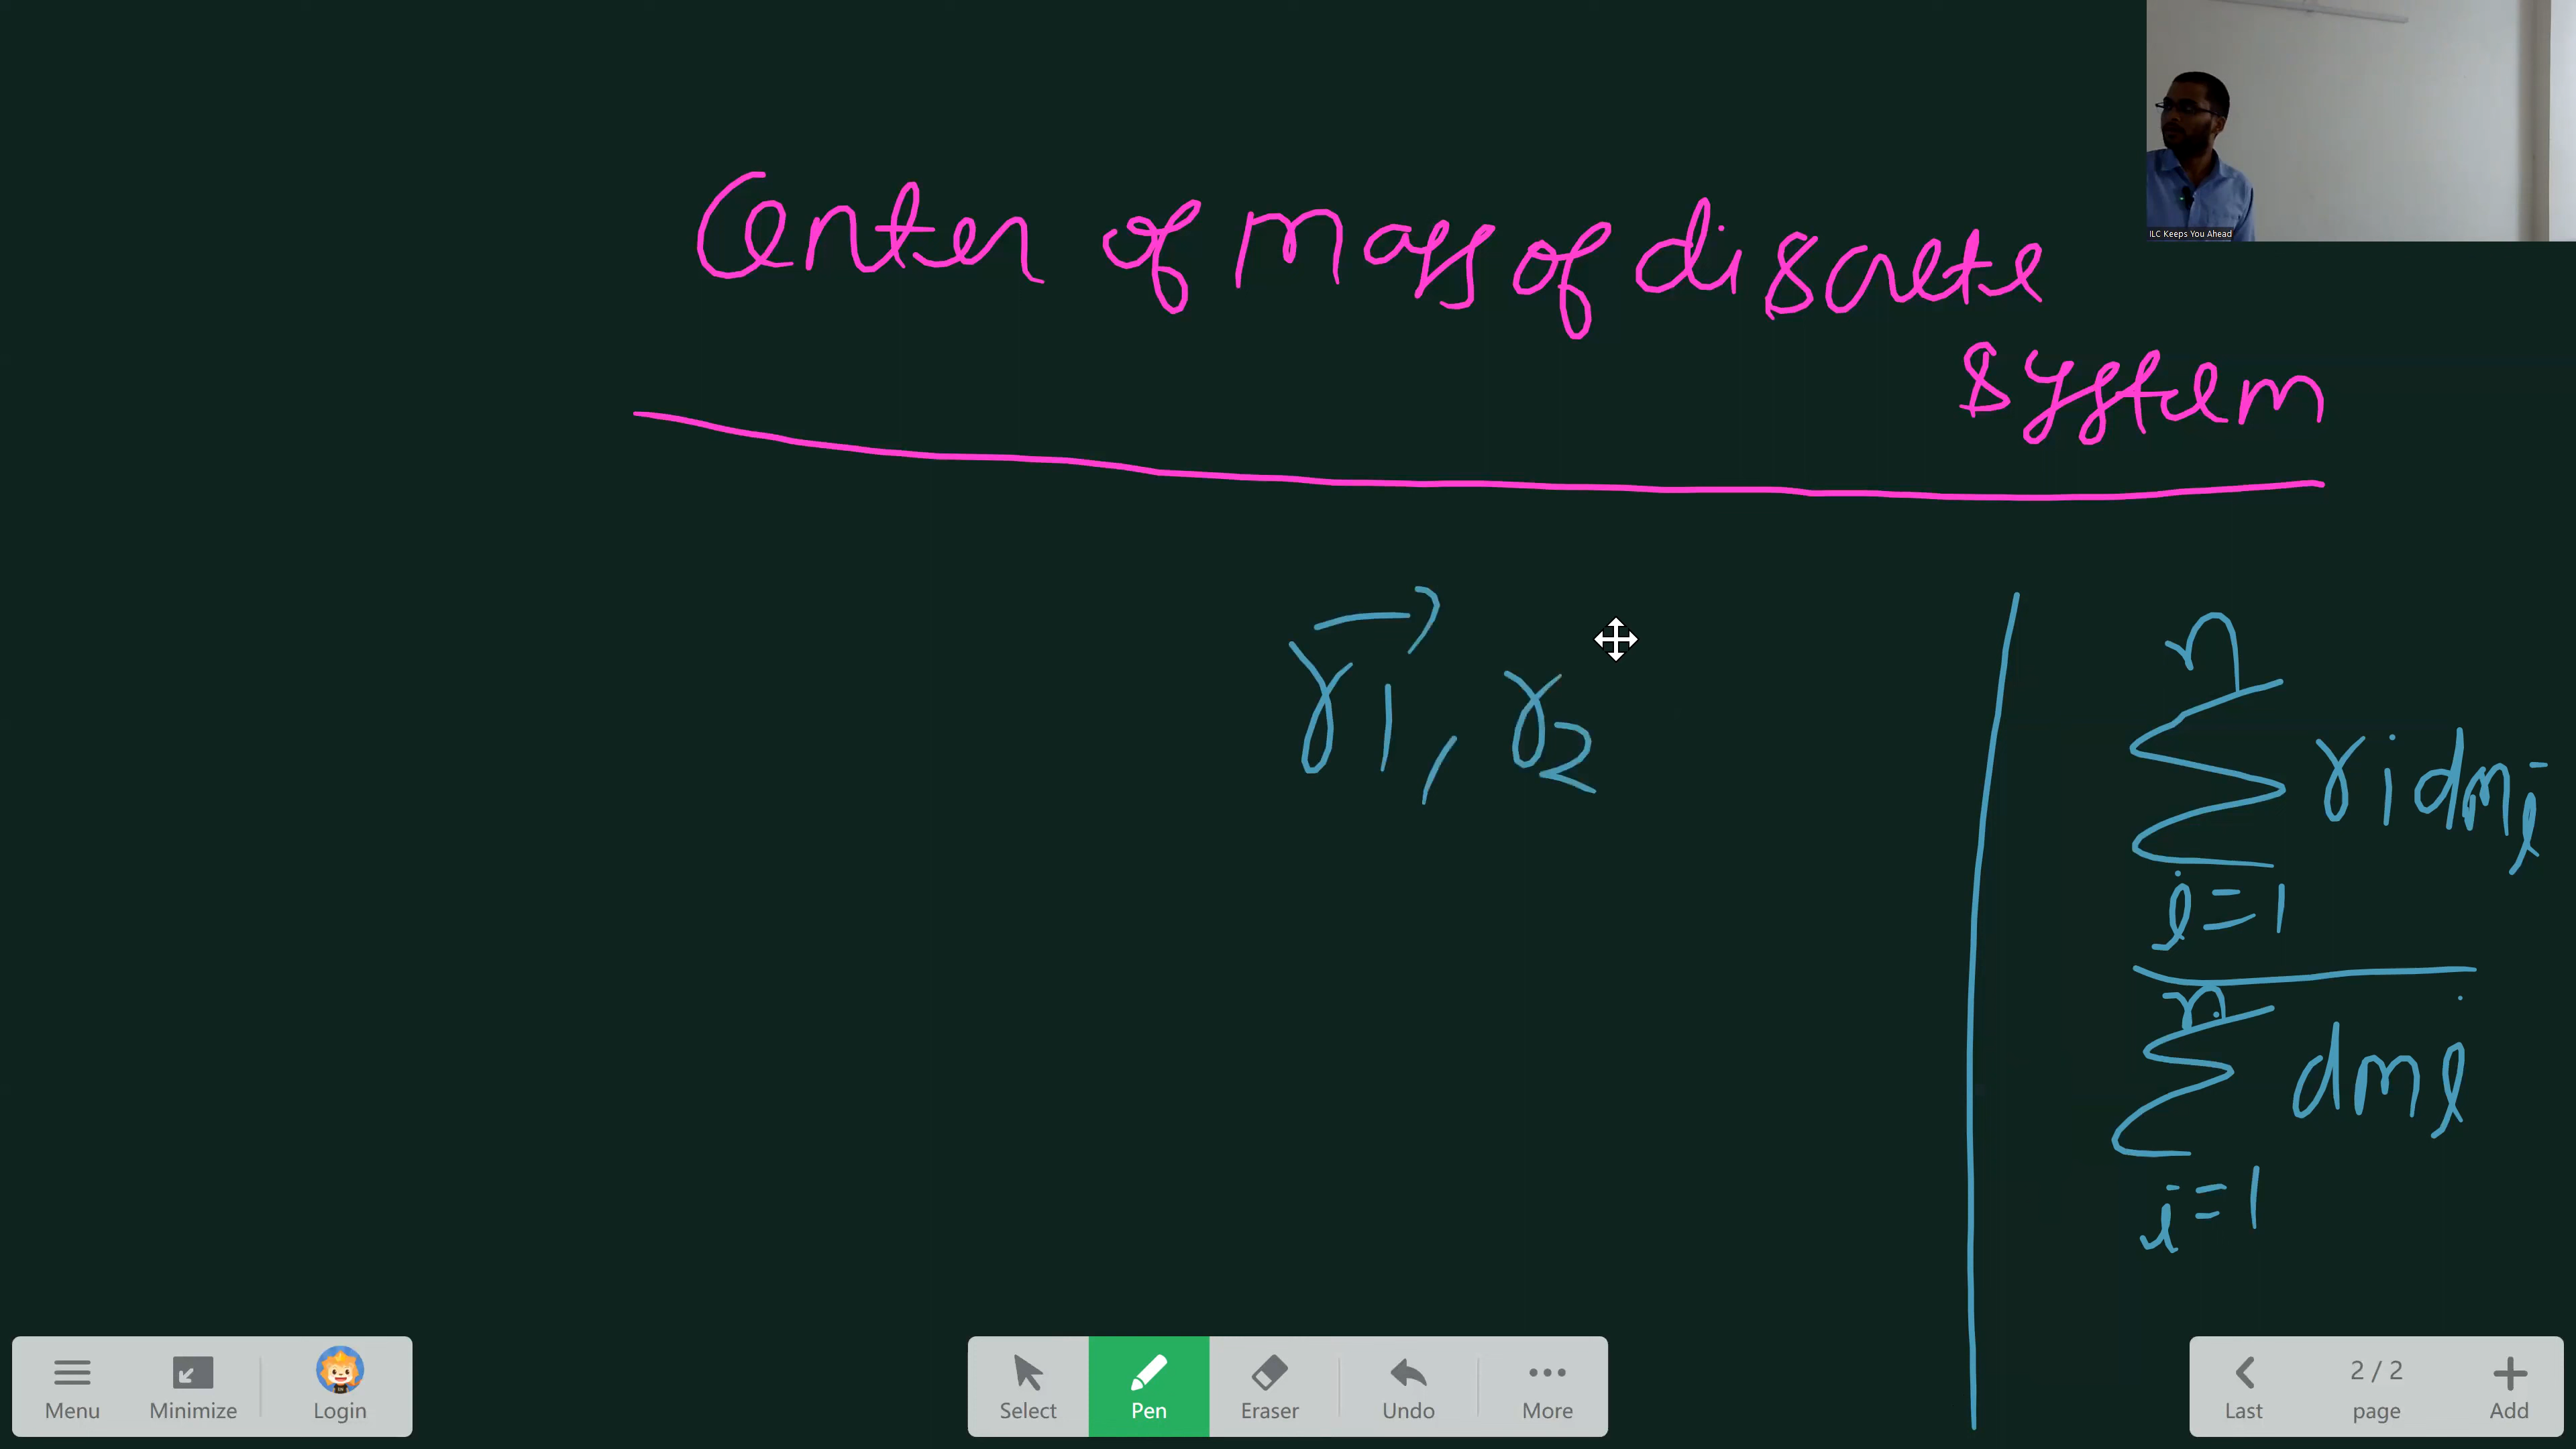 ILC Keeps You Ahead
Center of mass of discrete
system
r⃗1, r2
n
∑ ridmi
i=1
n
∑ dmi
i=1
Menu Minimize Login
Select Pen Eraser Undo More
Last 2 / 2 page Add